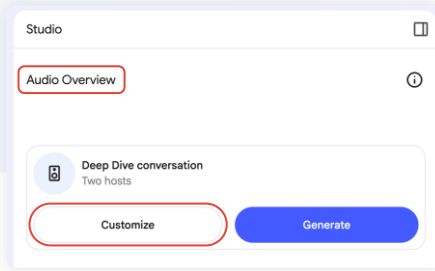 Studio
Audio Overview
Deep Dive conversation
Two hosts
Customize
Generate